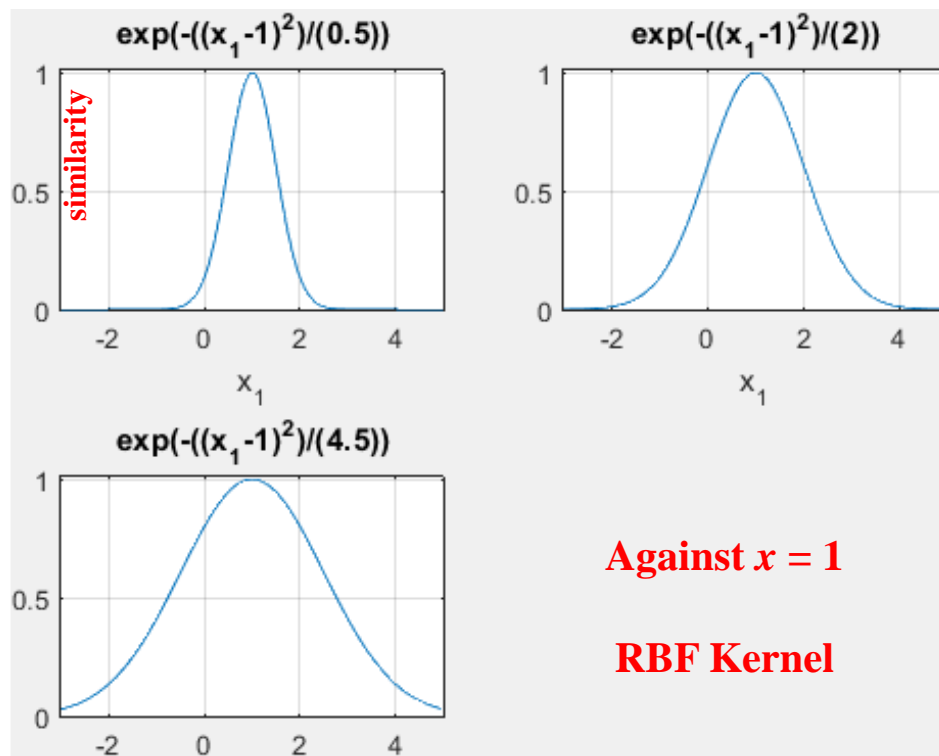 exp(-((x₁-1)²)/(0.5))
1
similarity
0.5
0
-2 0 2 4
x₁
exp(-((x₁-1)²)/(2))
1
0.5
0
-2 0 2 4
x₁
exp(-((x₁-1)²)/(4.5))
1
0.5
0
-2 0 2 4
Against x = 1
RBF Kernel